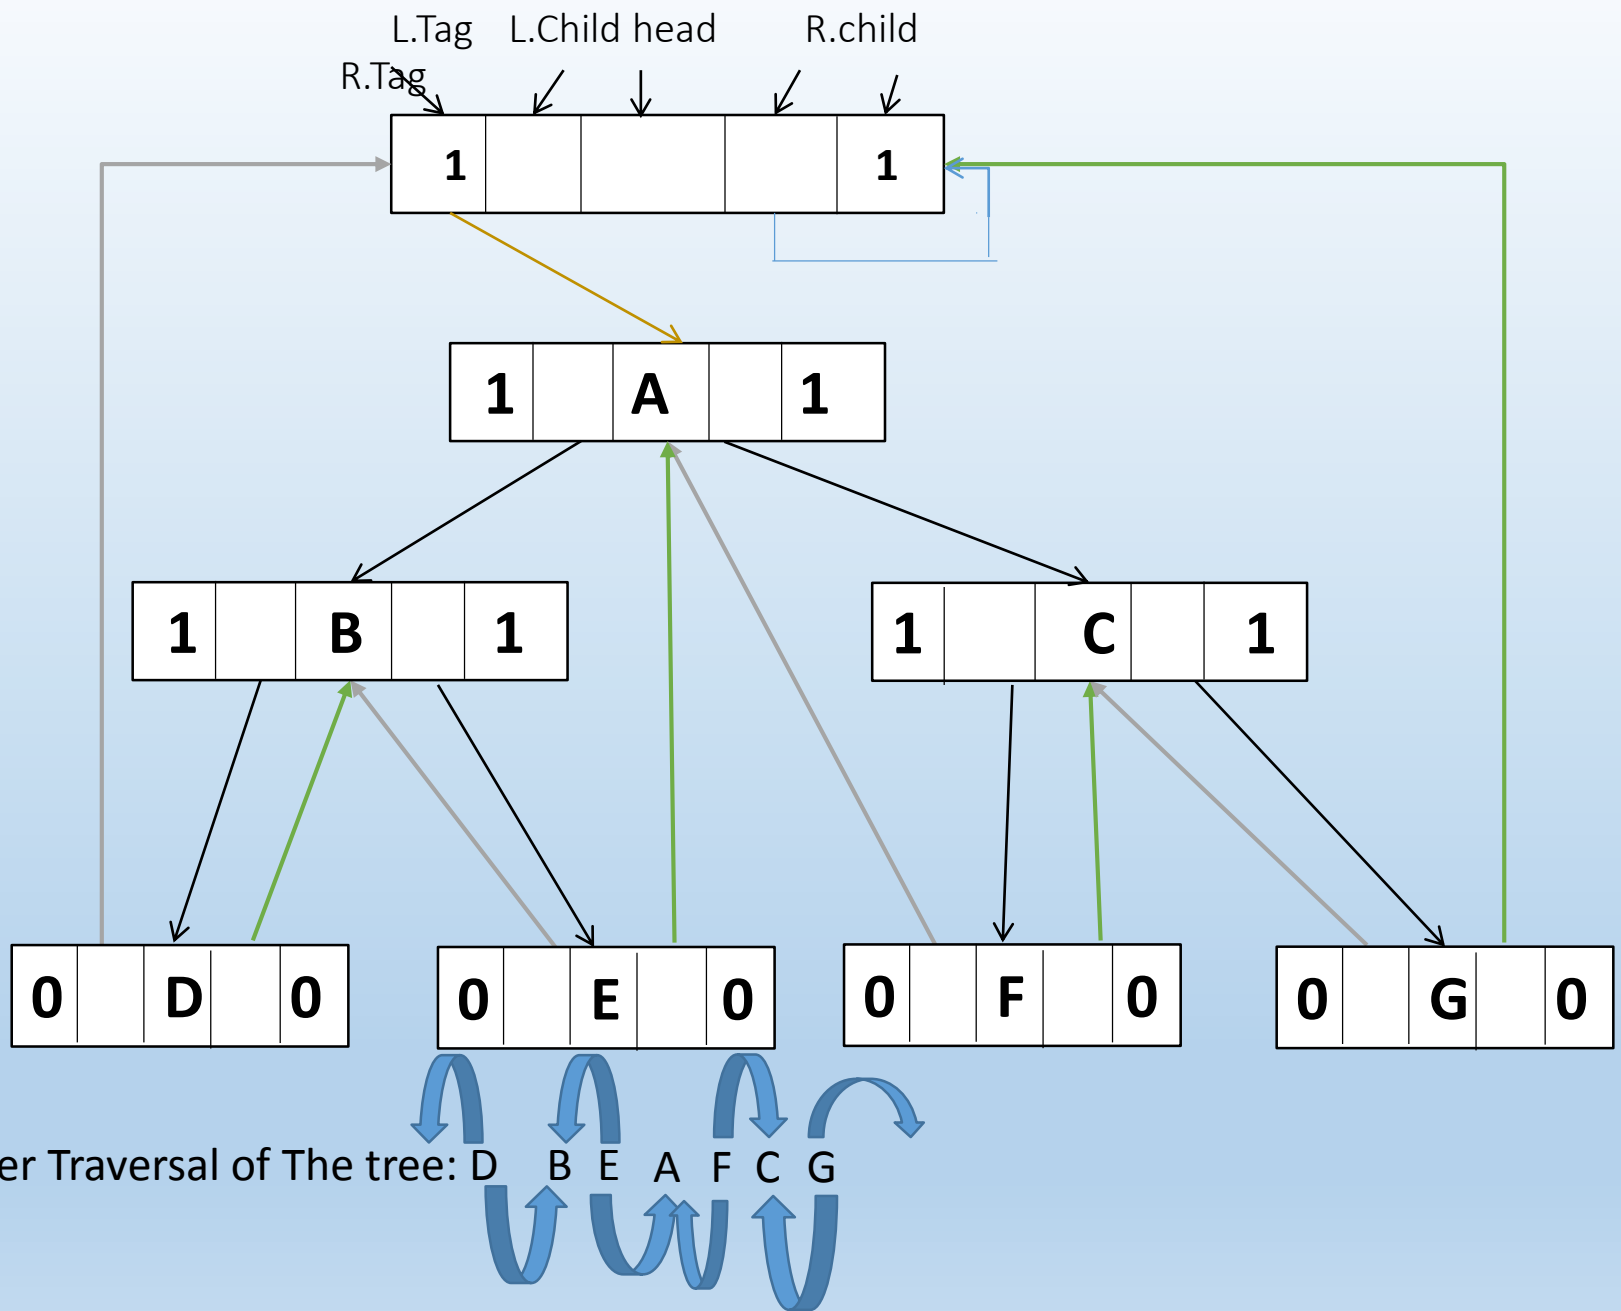 L.Tag L.Child head R.child
R.Tag
1 1
1 A 1
1 B 1 1 C 1
0 D 0 0 E 0 0 F 0 0 G 0
er Traversal of The tree: D B E A F C G